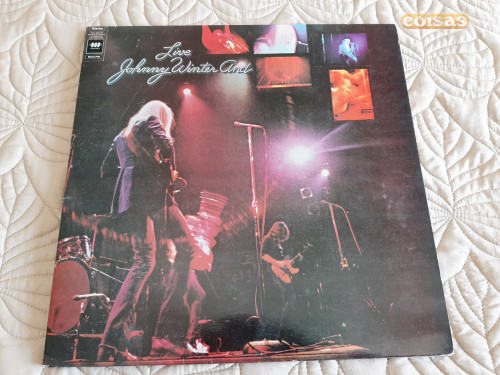 coisas
Live
Johnny Winter And